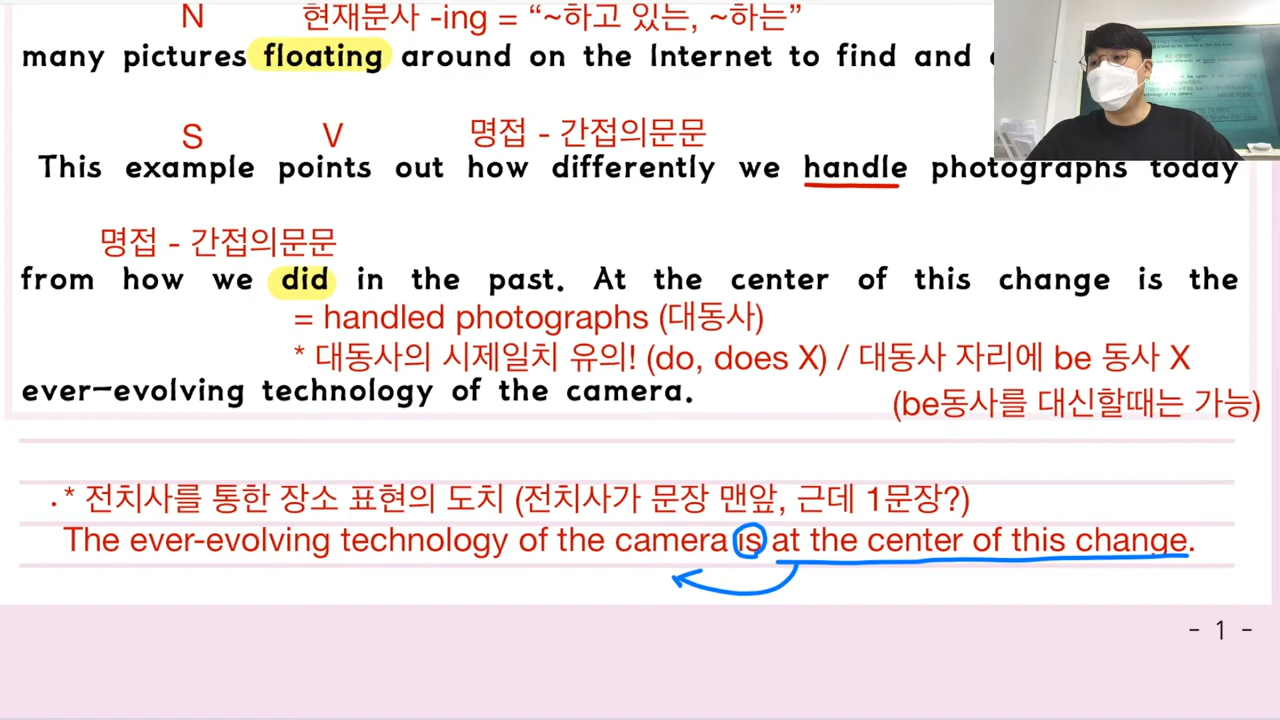 N 현재분사 -ing = “~하고 있는, ~하는”
many pictures floating around on the Internet to find and
S V 명접 - 간접의문문
This example points out how differently we handle photographs today
명접 - 간접의문문
from how we did in the past. At the center of this change is the
= handled photographs (대동사)
* 대동사의 시제일치 유의! (do, does X) / 대동사 자리에 be 동사 X
ever-evolving technology of the camera.
(be동사를 대신할때는 가능)
* 전치사를 통한 장소 표현의 도치 (전치사가 문장 맨앞, 근데 1문장?)
The ever-evolving technology of the camera is at the center of this change.
- 1 -